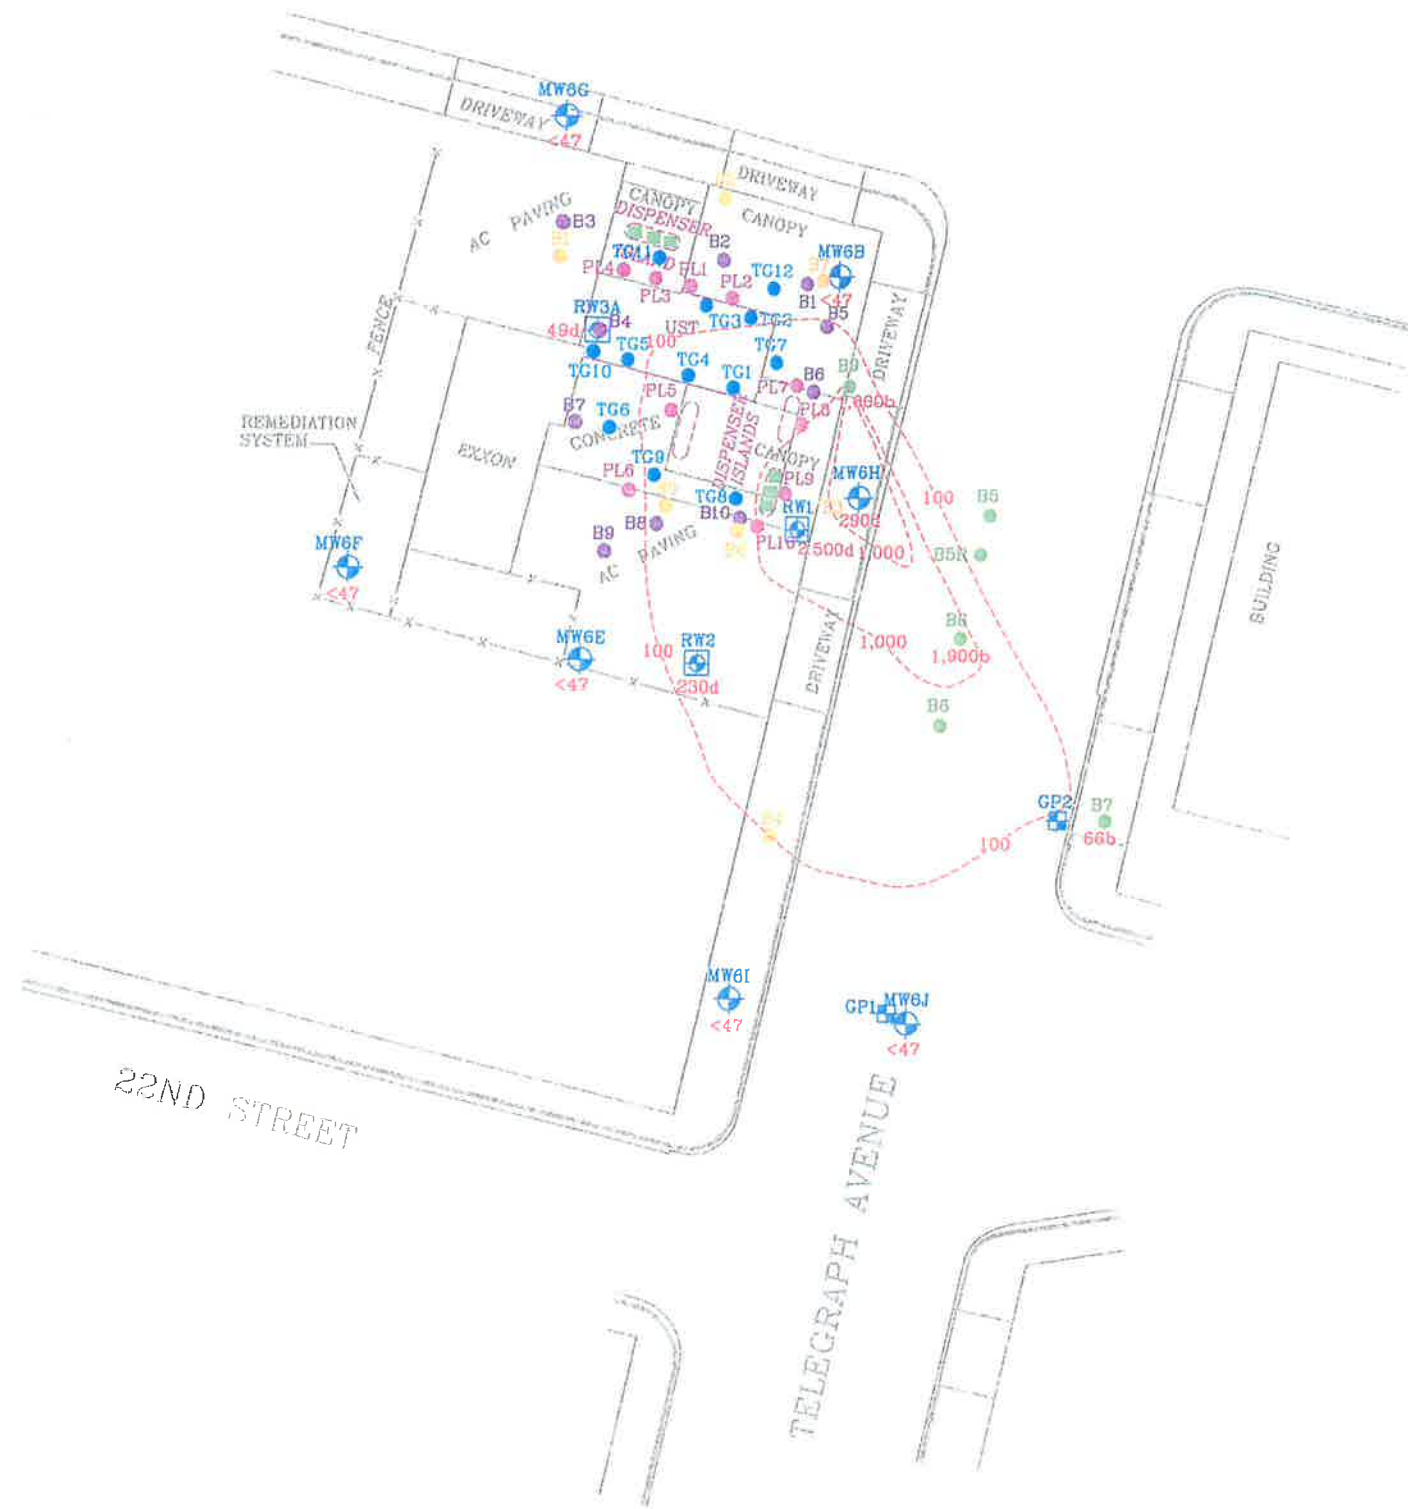 MW6G
DRIVEWAY
<47
DRIVEWAY
CANOPY
DISPENSER
CANOPY
AC PAVING
B3
B2
MW6B
TG11
ISLAND
PL4
PL1
PL3
PL2
TG12
B7
B1
<47
B5
RW3A
B4
49d
UST
TG3
TG2
100
TG5
TG10
TG4
TG7
TG1
PL7
B6
B9
PL5
PL8
B7
TG6
CONCRETE
DISPENSER
ISLANDS
CANOPY
DRIVEWAY
FENCE
REMEDIATION
SYSTEM
EXXON
TG9
PL6
PL9
MW6H
TG8
RW1
B10
B8
290d
B9
AC PAVING
PL10
2,500d
1,000
100
B5
B5R
BUILDING
MW6F
<47
MW6E
<47
100
RW2
230d
DRIVEWAY
1,000
1,900b
B6
GP2
B7
66b
100
MW6I
<47
GP1
MW6J
<47
22ND STREET
TELEGRAPH AVENUE